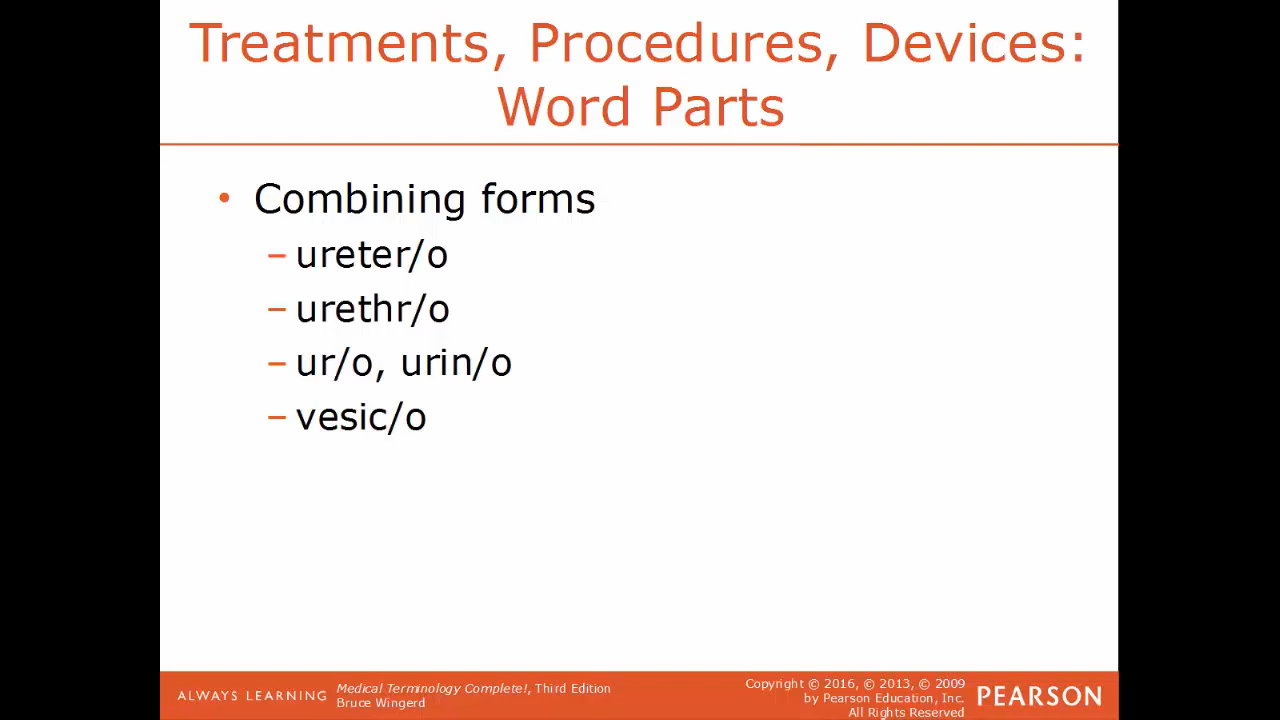 Treatments, Procedures, Devices:
Word Parts
• Combining forms
– ureter/o
– urethr/o
– ur/o, urin/o
– vesic/o
ALWAYS LEARNING
Medical Terminology Complete!, Third Edition
Bruce Wingerd
Copyright © 2016, © 2013, © 2009
by Pearson Education, Inc.
All Rights Reserved
PEARSON